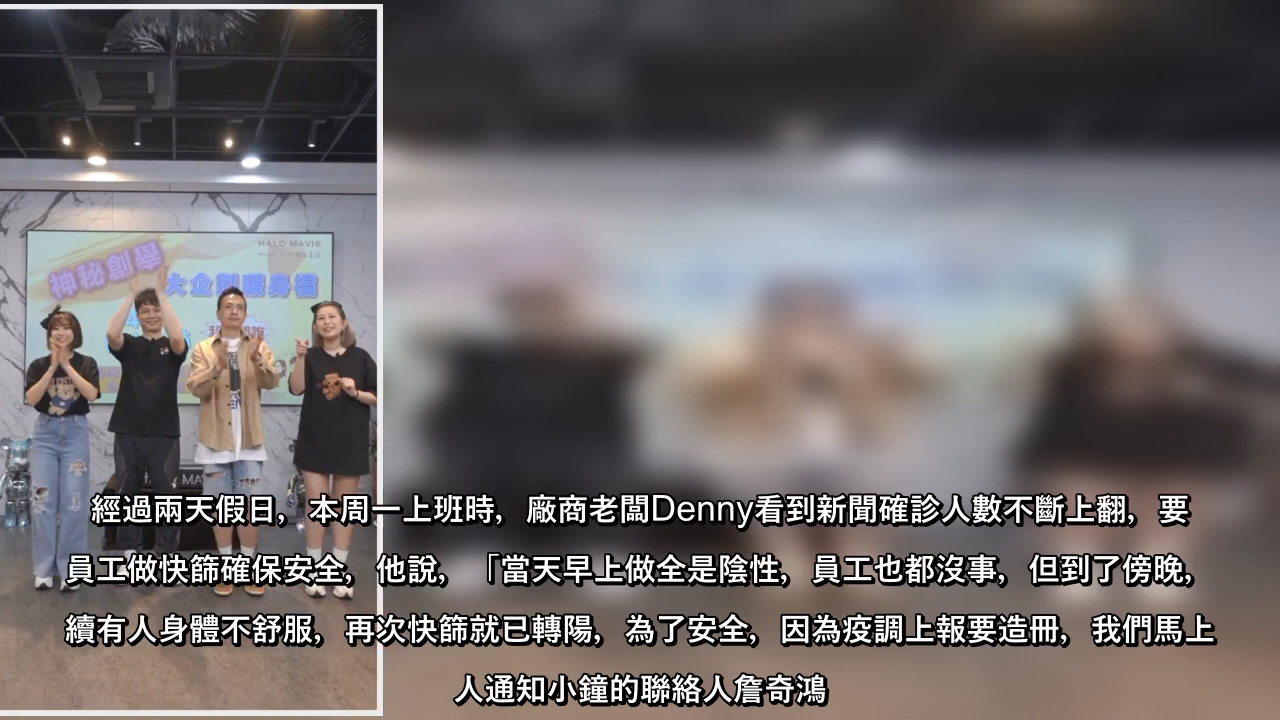 HALO MAVIS
神秘創舉
經過兩天假日，本周一上班時，廠商老闆Denny看到新聞確診人數不斷上翻，要
員工做快篩確保安全，他說，「當天早上做全是陰性，員工也都沒事，但到了傍晚，
續有人身體不舒服，再次快篩就已轉陽，為了安全，因為疫調上報要造冊，我們馬上
人通知小鐘的聯絡人詹奇鴻